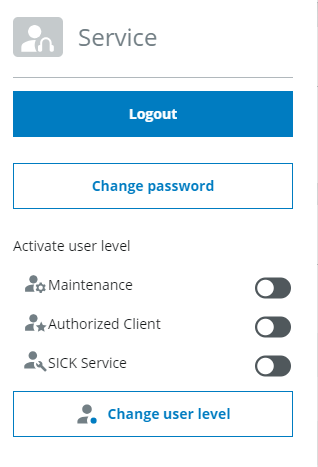 Service
Logout
Change password
Activate user level
Maintenance
Authorized Client
SICK Service
Change user level